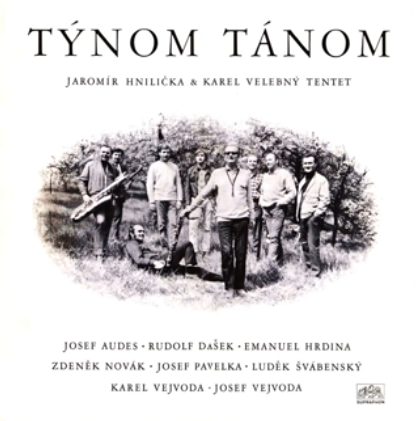 TÝNOM TÁNOM
JAROMÍR HNILIČKA & KAREL VELEBNÝ TENTET
JOSEF AUDES · RUDOLF DAŠEK · EMANUEL HRDINA
ZDENĚK NOVÁK · JOSEF PAVELKA · LUDĚK ŠVÁBENSKÝ
KAREL VEJVODA · JOSEF VEJVODA
SUPRAPHON